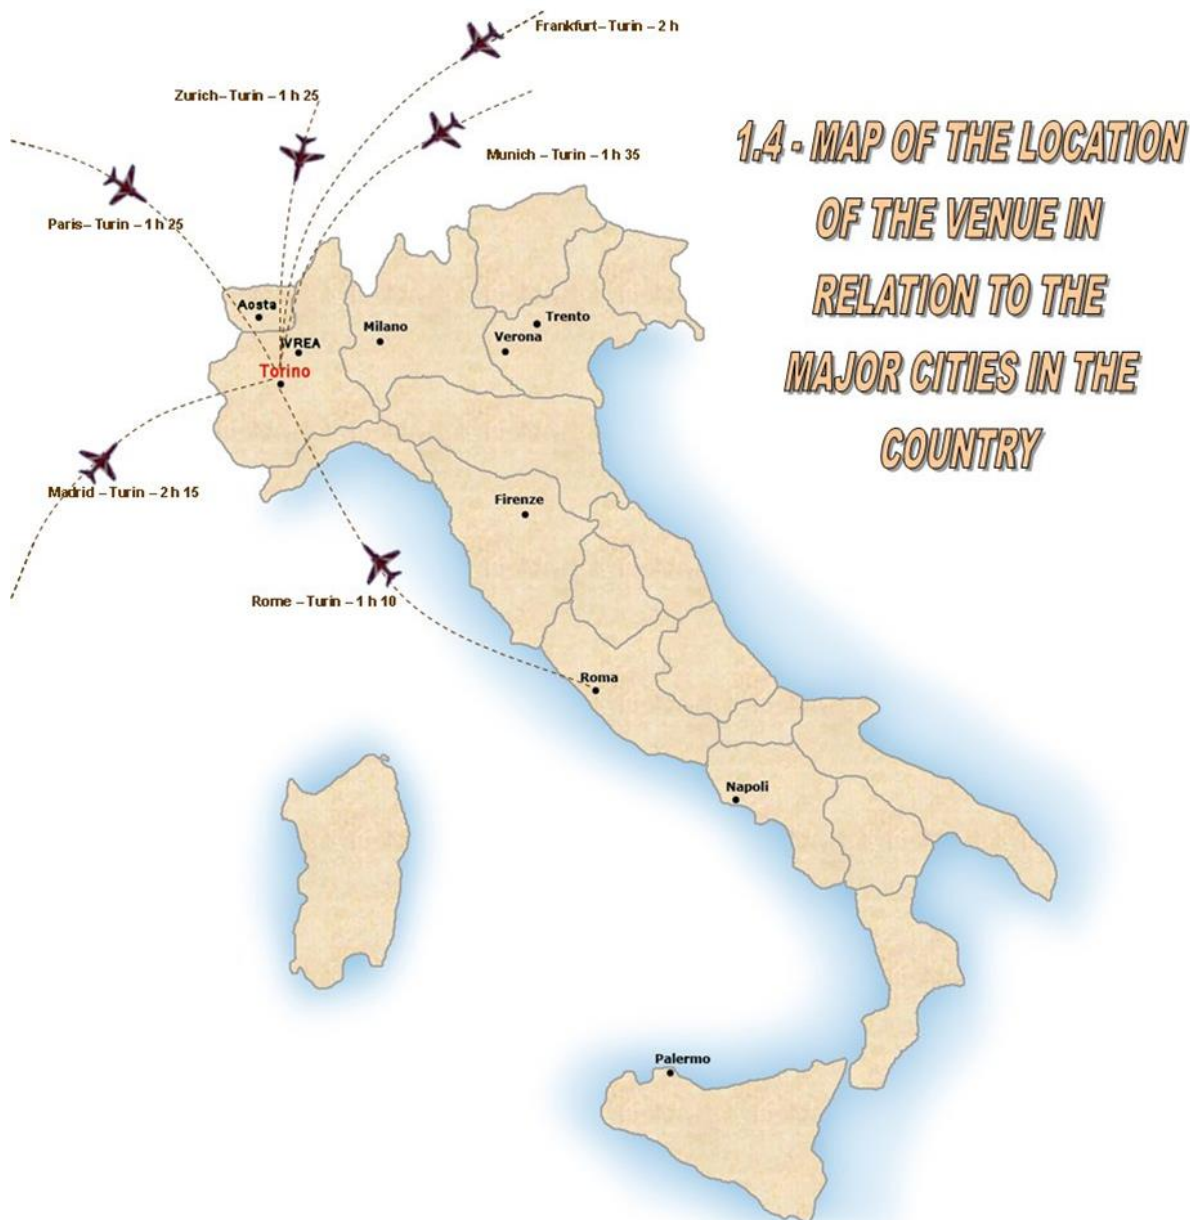 Frankfurt – Turin – 2 h
Zurich – Turin – 1 h 25
Munich – Turin – 1 h 35
Paris – Turin – 1 h 25
1.4 - MAP OF THE LOCATION
OF THE VENUE IN
RELATION TO THE
MAJOR CITIES IN THE
COUNTRY
Aosta
IVREA
Milano
Trento
Verona
Torino
Madrid – Turin – 2 h 15
Firenze
Rome – Turin – 1 h 10
Roma
Napoli
Palermo